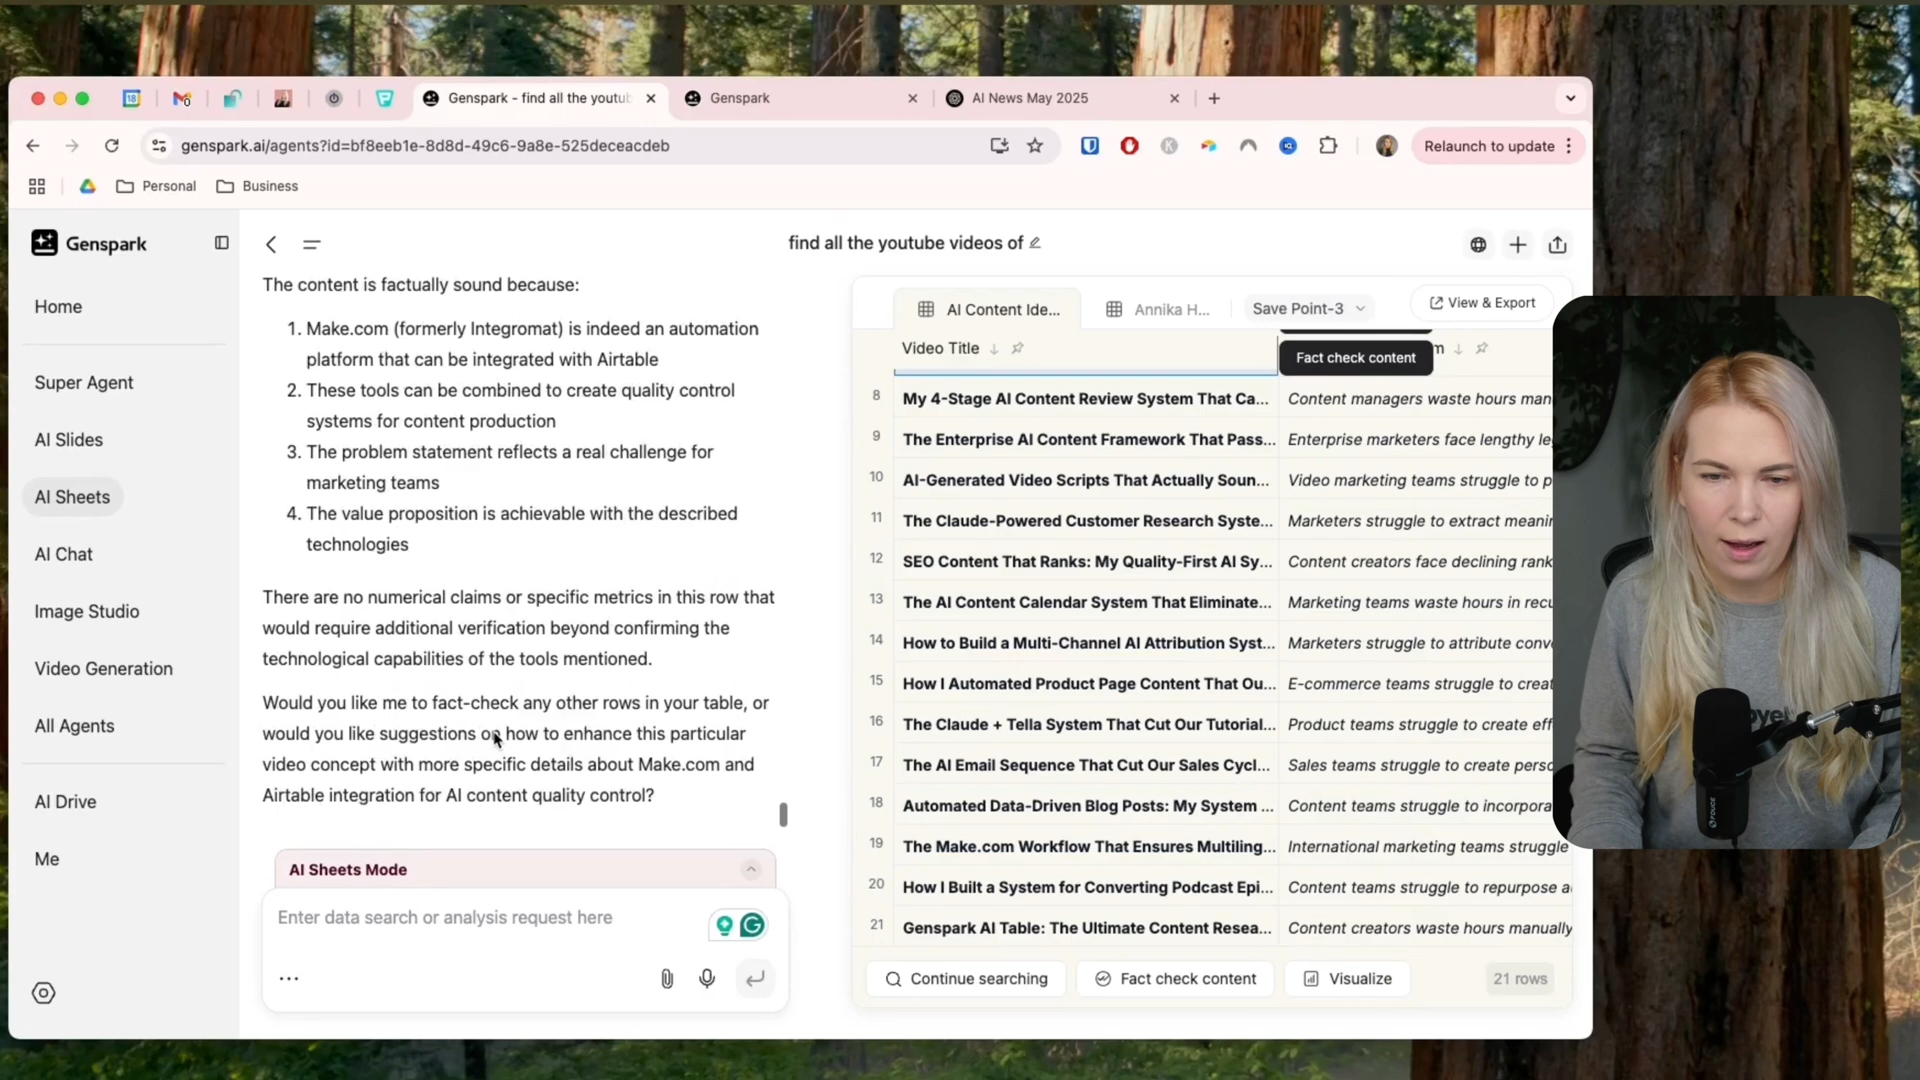 Genspark - find all the youtub
Genspark
AI News May 2025
genspark.ai/agents?id=bf8eeb1e-8d8d-49c6-9a8e-525deceacdeb
Relaunch to update
Personal
Business
Genspark
find all the youtube videos of
Home
Super Agent
AI Slides
AI Sheets
AI Chat
Image Studio
Video Generation
All Agents
AI Drive
Me
The content is factually sound because:
1. Make.com (formerly Integromat) is indeed an automation
platform that can be integrated with Airtable
2. These tools can be combined to create quality control
systems for content production
3. The problem statement reflects a real challenge for
marketing teams
4. The value proposition is achievable with the described
technologies
There are no numerical claims or specific metrics in this row that
would require additional verification beyond confirming the
technological capabilities of the tools mentioned.
Would you like me to fact-check any other rows in your table, or
would you like suggestions on how to enhance this particular
video concept with more specific details about Make.com and
Airtable integration for AI content quality control?
AI Sheets Mode
Enter data search or analysis request here
AI Content Ide...
Annika H...
Save Point-3
View & Export
Video Title
Fact check content
8 My 4-Stage AI Content Review System That Ca... Content managers waste hours man
9 The Enterprise AI Content Framework That Pass... Enterprise marketers face lengthy le
10 AI-Generated Video Scripts That Actually Soun... Video marketing teams struggle to p
11 The Claude-Powered Customer Research Syste... Marketers struggle to extract meanin
12 SEO Content That Ranks: My Quality-First AI Sy... Content creators face declining rank
13 The AI Content Calendar System That Eliminate... Marketing teams waste hours in recu
14 How to Build a Multi-Channel AI Attribution Syst... Marketers struggle to attribute conv
15 How I Automated Product Page Content That Ou... E-commerce teams struggle to creat
16 The Claude + Tella System That Cut Our Tutorial... Product teams struggle to create eff
17 The AI Email Sequence That Cut Our Sales Cycl... Sales teams struggle to create perso
18 Automated Data-Driven Blog Posts: My System ... Content teams struggle to incorpora
19 The Make.com Workflow That Ensures Multiling... International marketing teams struggle
20 How I Built a System for Converting Podcast Epi... Content teams struggle to repurpose a
21 Genspark AI Table: The Ultimate Content Resea... Content creators waste hours manually
Continue searching
Fact check content
Visualize
21 rows